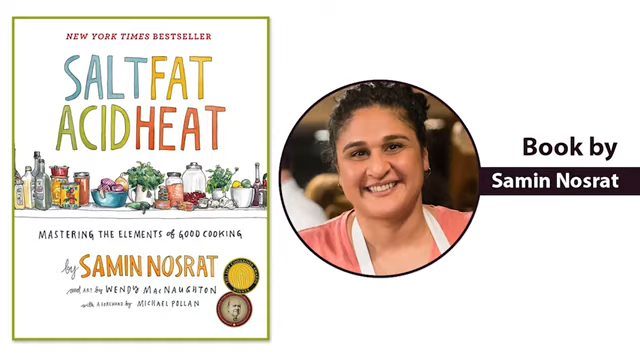 NEW YORK TIMES BESTSELLER
SALT FAT
ACID HEAT
MASTERING THE ELEMENTS of GOOD COOKING
by SAMIN NOSRAT
and ART by WENDY MACNAUGHTON
with A FOREWORD by MICHAEL POLLAN
Book by
Samin Nosrat